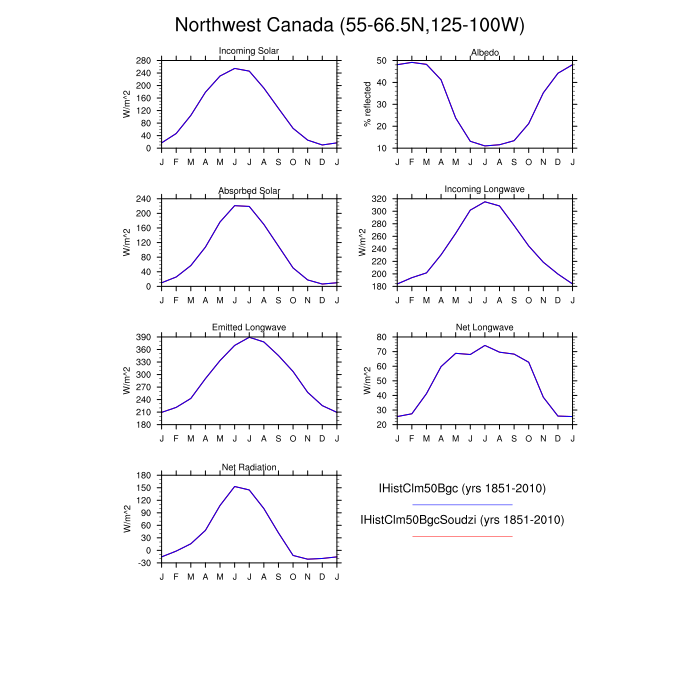 Northwest Canada (55-66.5N,125-100W)
Incoming Solar
W/m^2
280
240
200
160
120
80
40
0
J F M A M J J A S O N D J
Albedo
% reflected
50
40
30
20
10
J F M A M J J A S O N D J
Absorbed Solar
W/m^2
240
200
160
120
80
40
0
J F M A M J J A S O N D J
Incoming Longwave
W/m^2
320
300
280
260
240
220
200
180
J F M A M J J A S O N D J
Emitted Longwave
W/m^2
390
360
330
300
270
240
210
180
J F M A M J J A S O N D J
Net Longwave
W/m^2
80
70
60
50
40
30
20
J F M A M J J A S O N D J
Net Radiation
W/m^2
180
150
120
90
60
30
0
-30
J F M A M J J A S O N D J
IHistClm50Bgc (yrs 1851-2010)
IHistClm50BgcSoudzi (yrs 1851-2010)